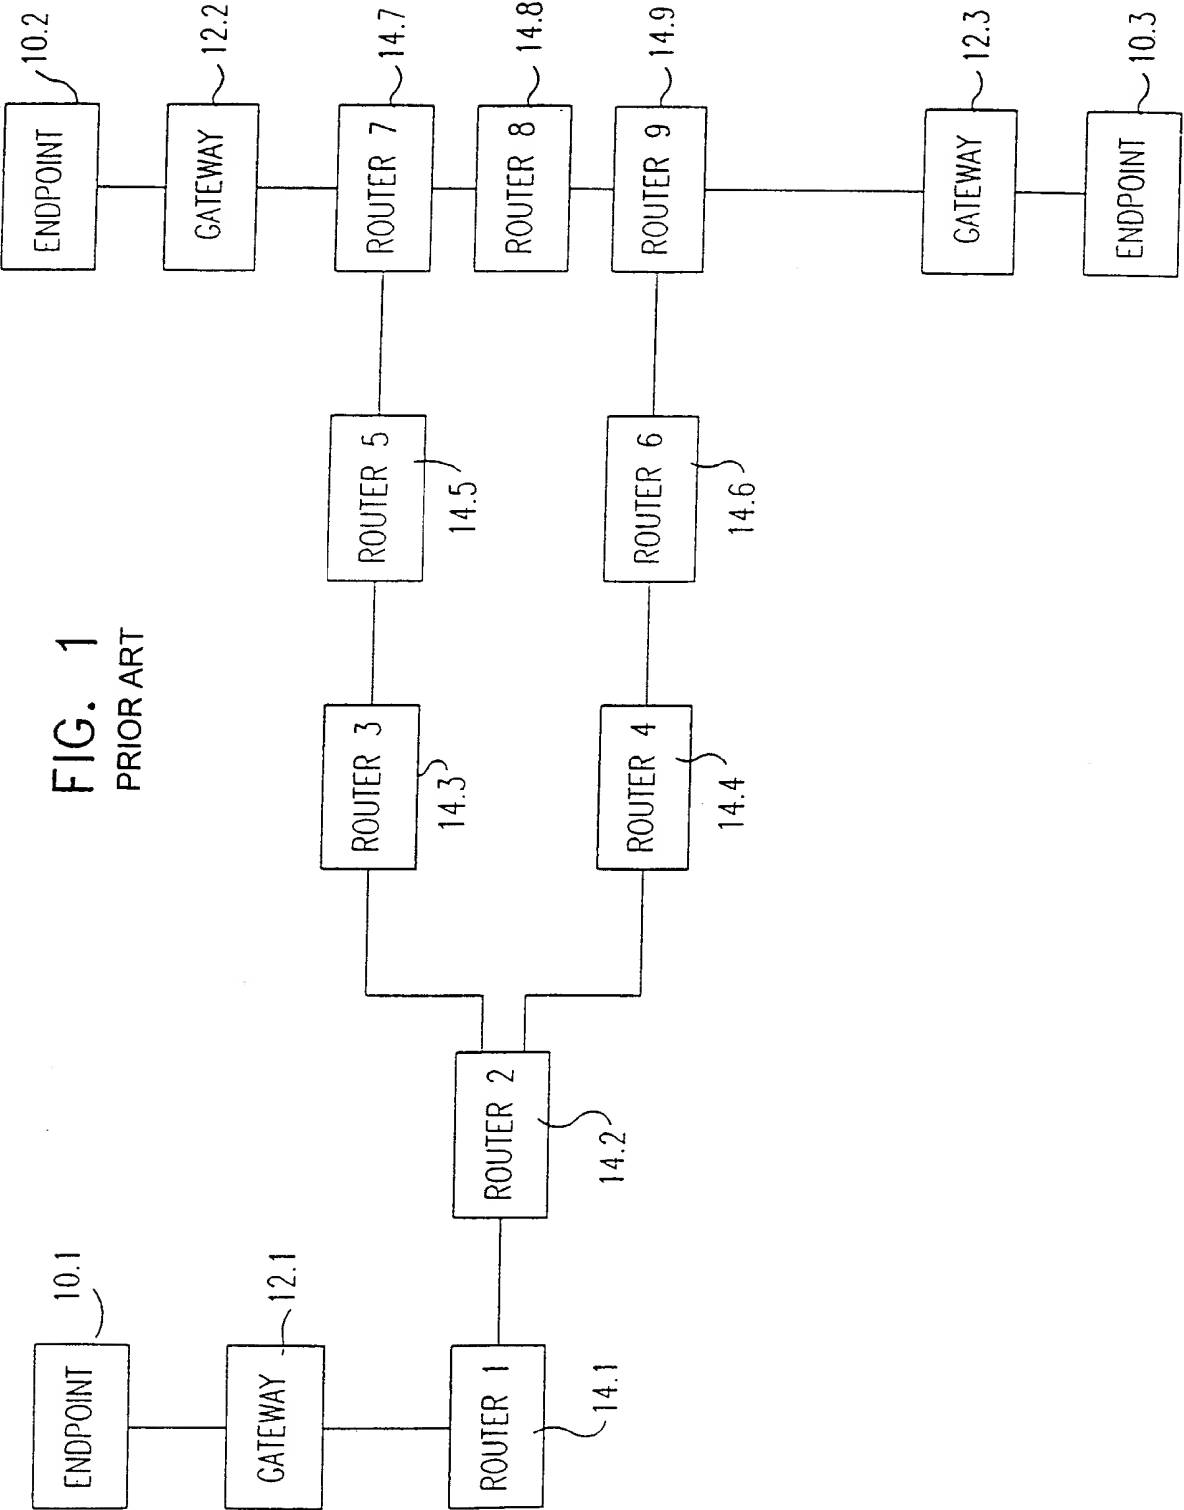 ENDPOINT
10.1
GATEWAY
12.1
ROUTER 1
14.1
ROUTER 2
14.2
FIG. 1
PRIOR ART
ROUTER 3
14.3
ROUTER 4
14.4
ROUTER 5
14.5
ROUTER 6
14.6
ENDPOINT
10.2
GATEWAY
12.2
ROUTER 7
14.7
ROUTER 8
14.8
ROUTER 9
14.9
GATEWAY
12.3
ENDPOINT
10.3